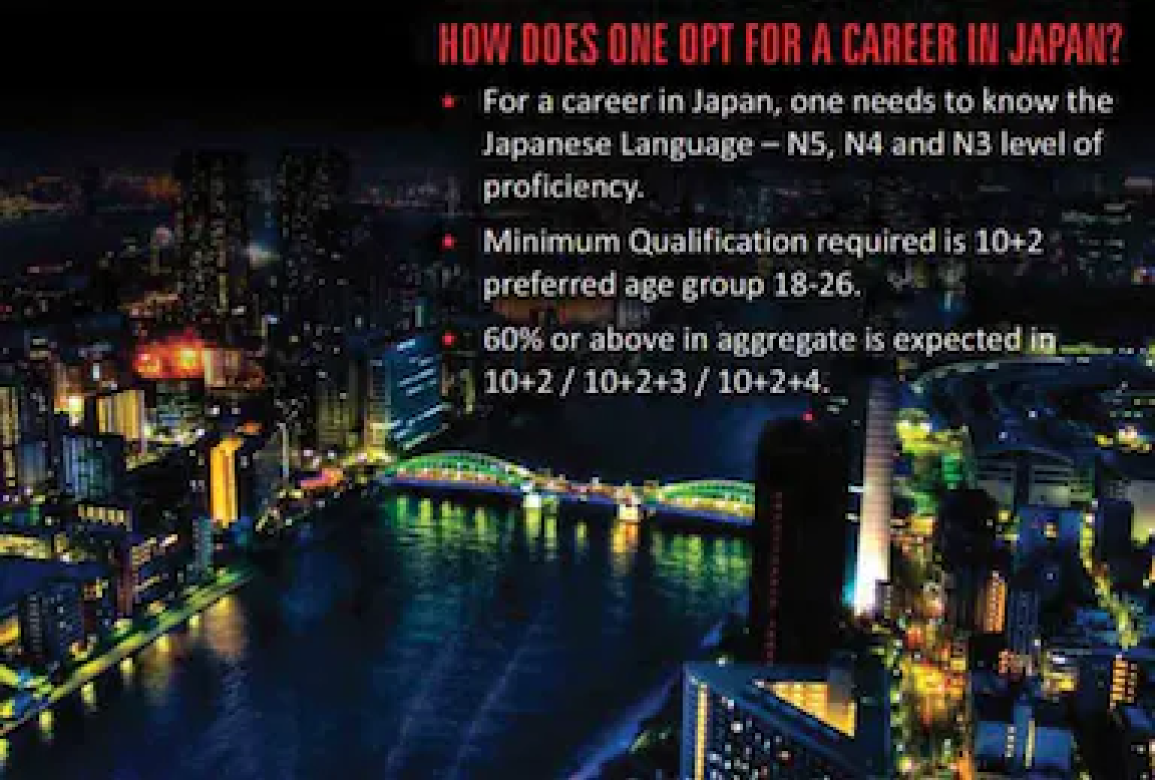 HOW DOES ONE OPT FOR A CAREER IN JAPAN?
For a career in Japan, one needs to know the
Japanese Language – N5, N4 and N3 level of
proficiency.
Minimum Qualification required is 10+2
preferred age group 18-26.
60% or above in aggregate is expected in
10+2 / 10+2+3 / 10+2+4.